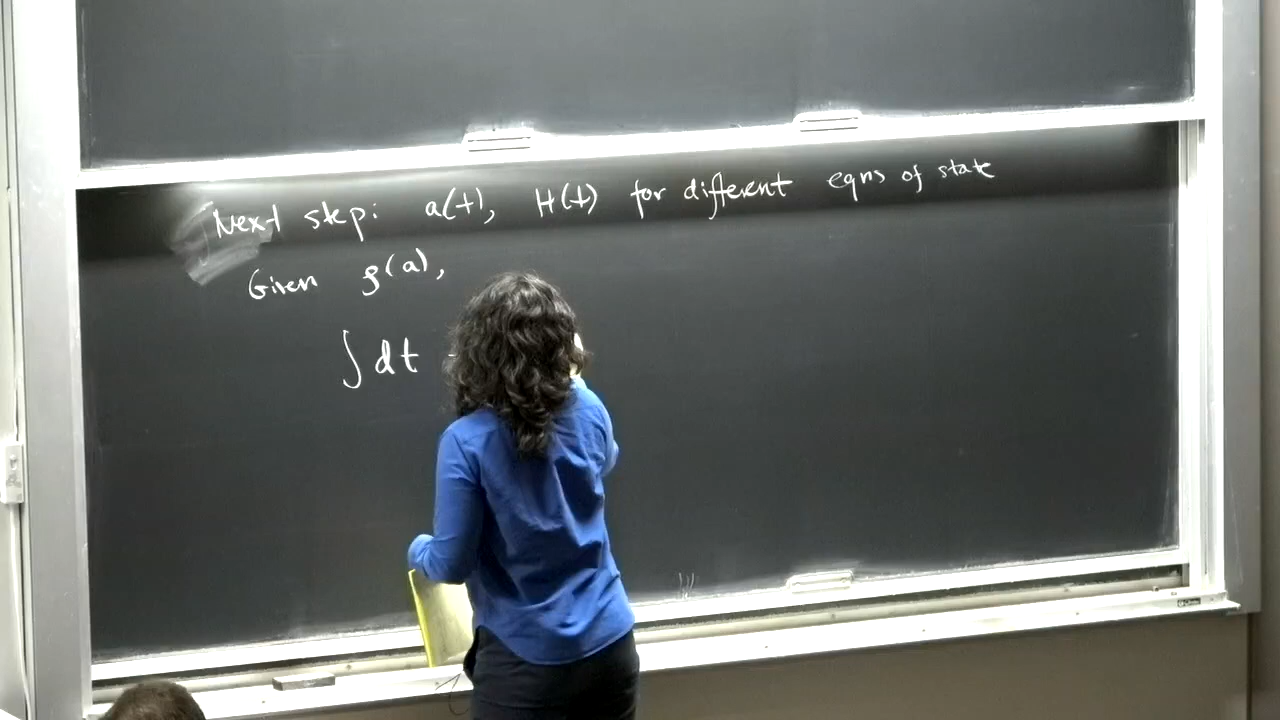 Next step: a(t), H(t) for different eqns of state
Given ρ(a),
∫ dt